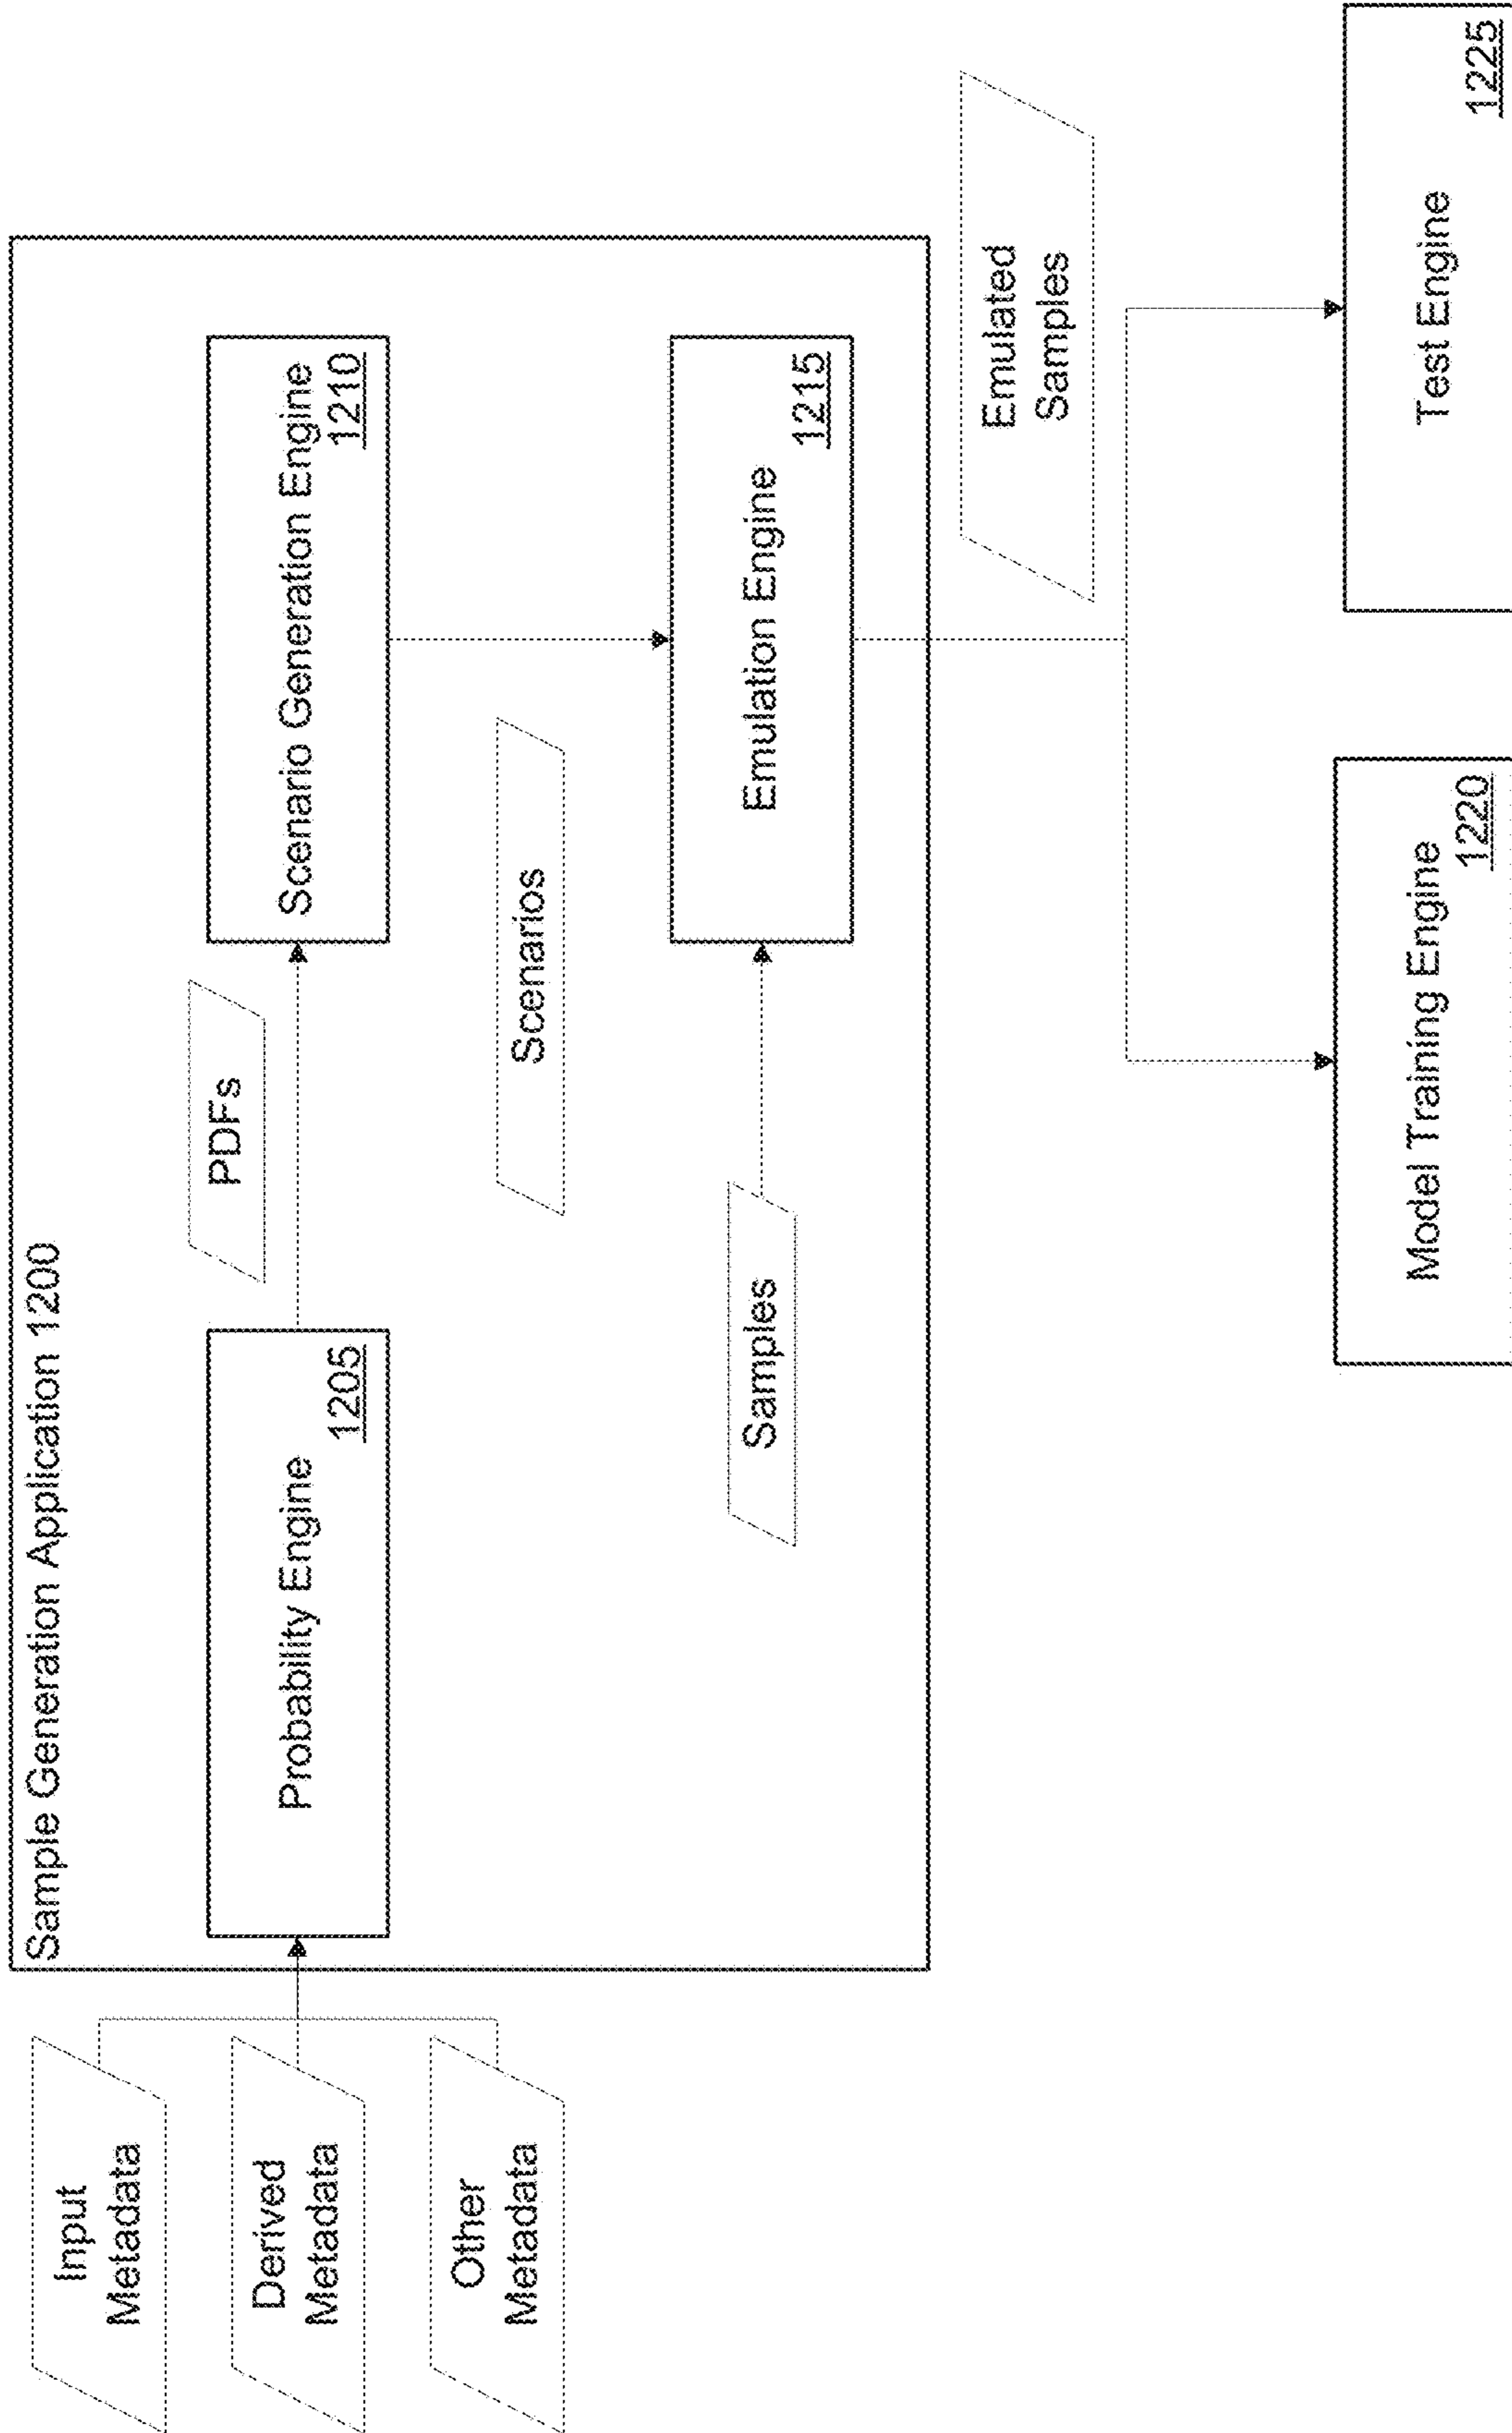 Sample Generation Application 1200
Input
Metadata
Derived
Metadata
Other
Metadata
Probability Engine
1205
PDFs
Scenario Generation Engine
1210
Scenarios
Samples
Emulation Engine
1215
Emulated
Samples
Model Training Engine
1220
Test Engine
1225